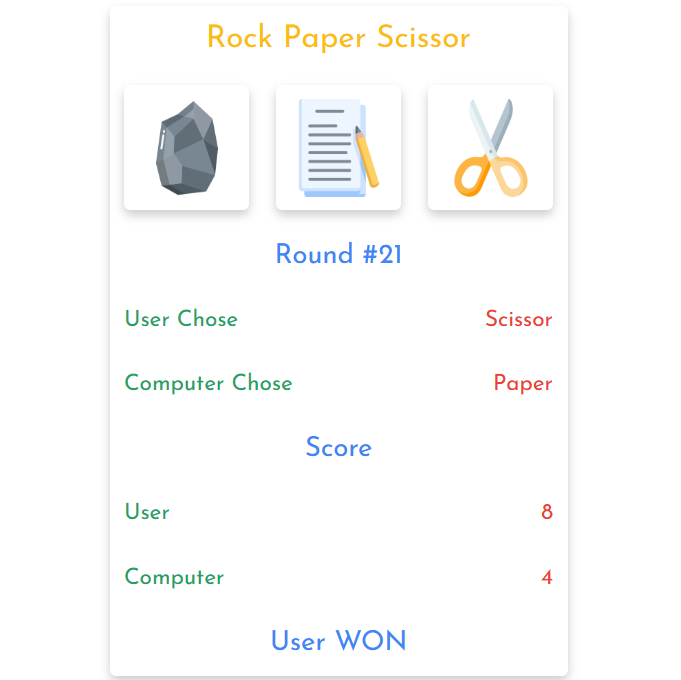 Rock Paper Scissor
Round #21
User Chose Scissor
Computer Chose Paper
Score
User 8
Computer 4
User WON